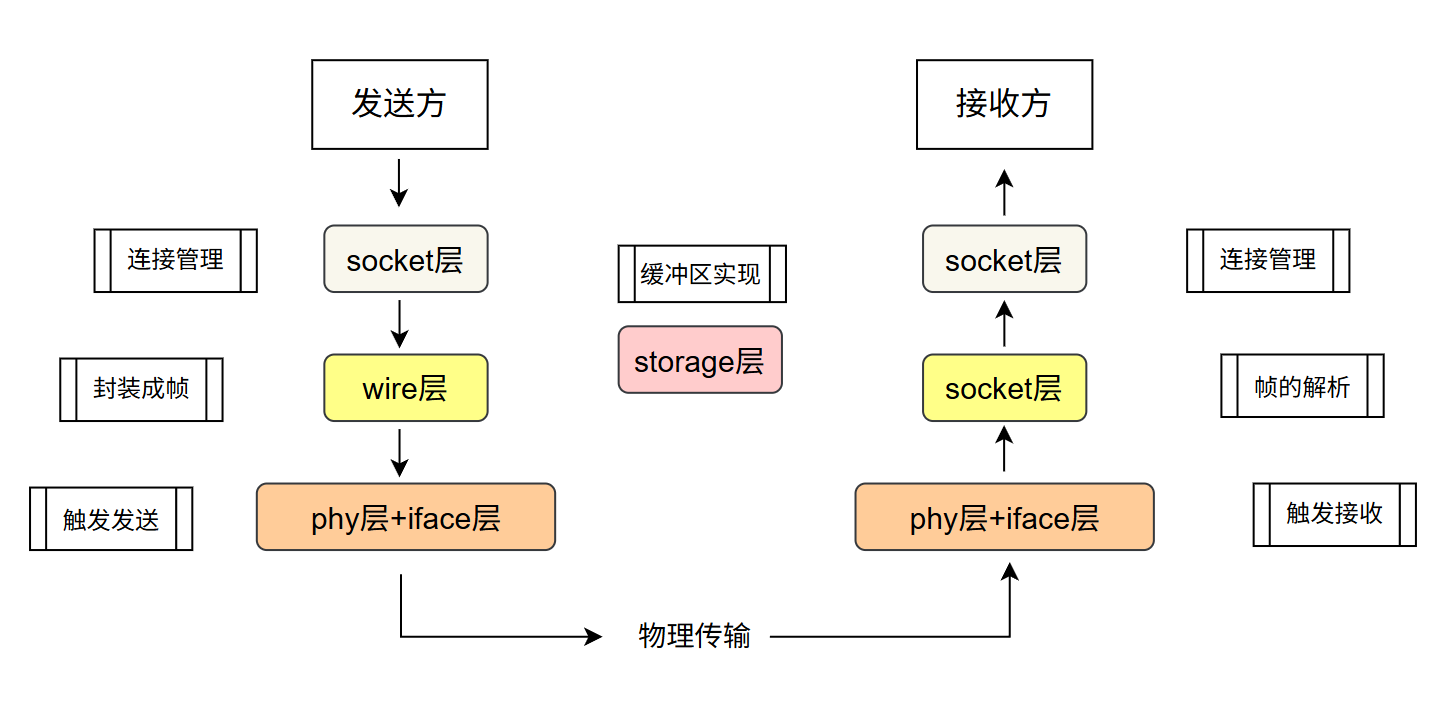 发送方
接收方
连接管理
socket层
缓冲区实现
socket层
连接管理
storage层
封装成帧
wire层
socket层
帧的解析
触发发送
phy层+iface层
phy层+iface层
触发接收
物理传输